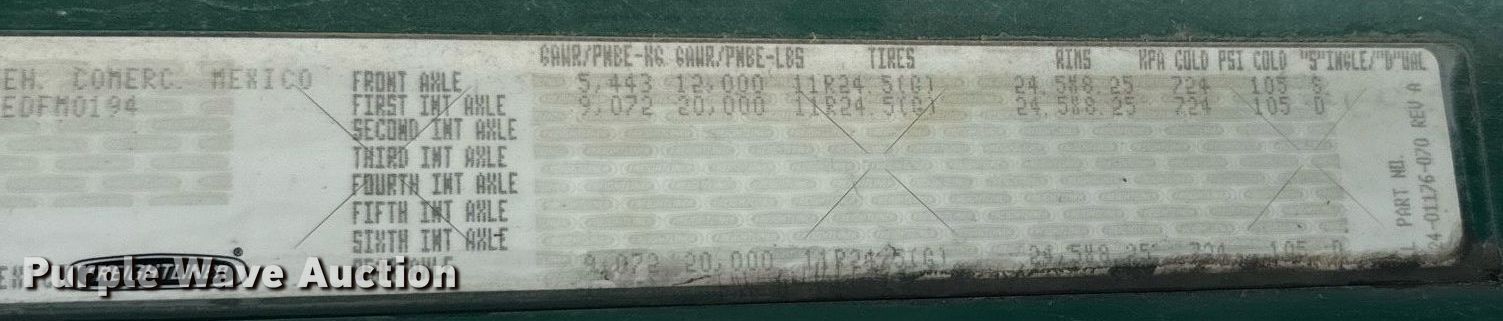 GAWR/PNBE-KG GAWR/PNBE-LBS TIRES RIMS KPA COLD PSI COLD "S"INGLE/"D"UAL
EH. COMERC. MEXICO FRONT AXLE 5,443 12,000 11R24.5(G) 24.5X8.25 724 105 S
EDFM0194 FIRST INT AXLE 9,072 20,000 11R24.5(G) 24.5X8.25 724 105 D
SECOND INT AXLE
THIRD INT AXLE
FOURTH INT AXLE
FIFTH INT AXLE
SIXTH INT AXLE
AXLE 9,072 20,000 11R24.5(G) 24.5X8.25 724 105 D
FREIGHTLINER®
PART NO.
24-01176-070 REV A
Purple Wave Auction